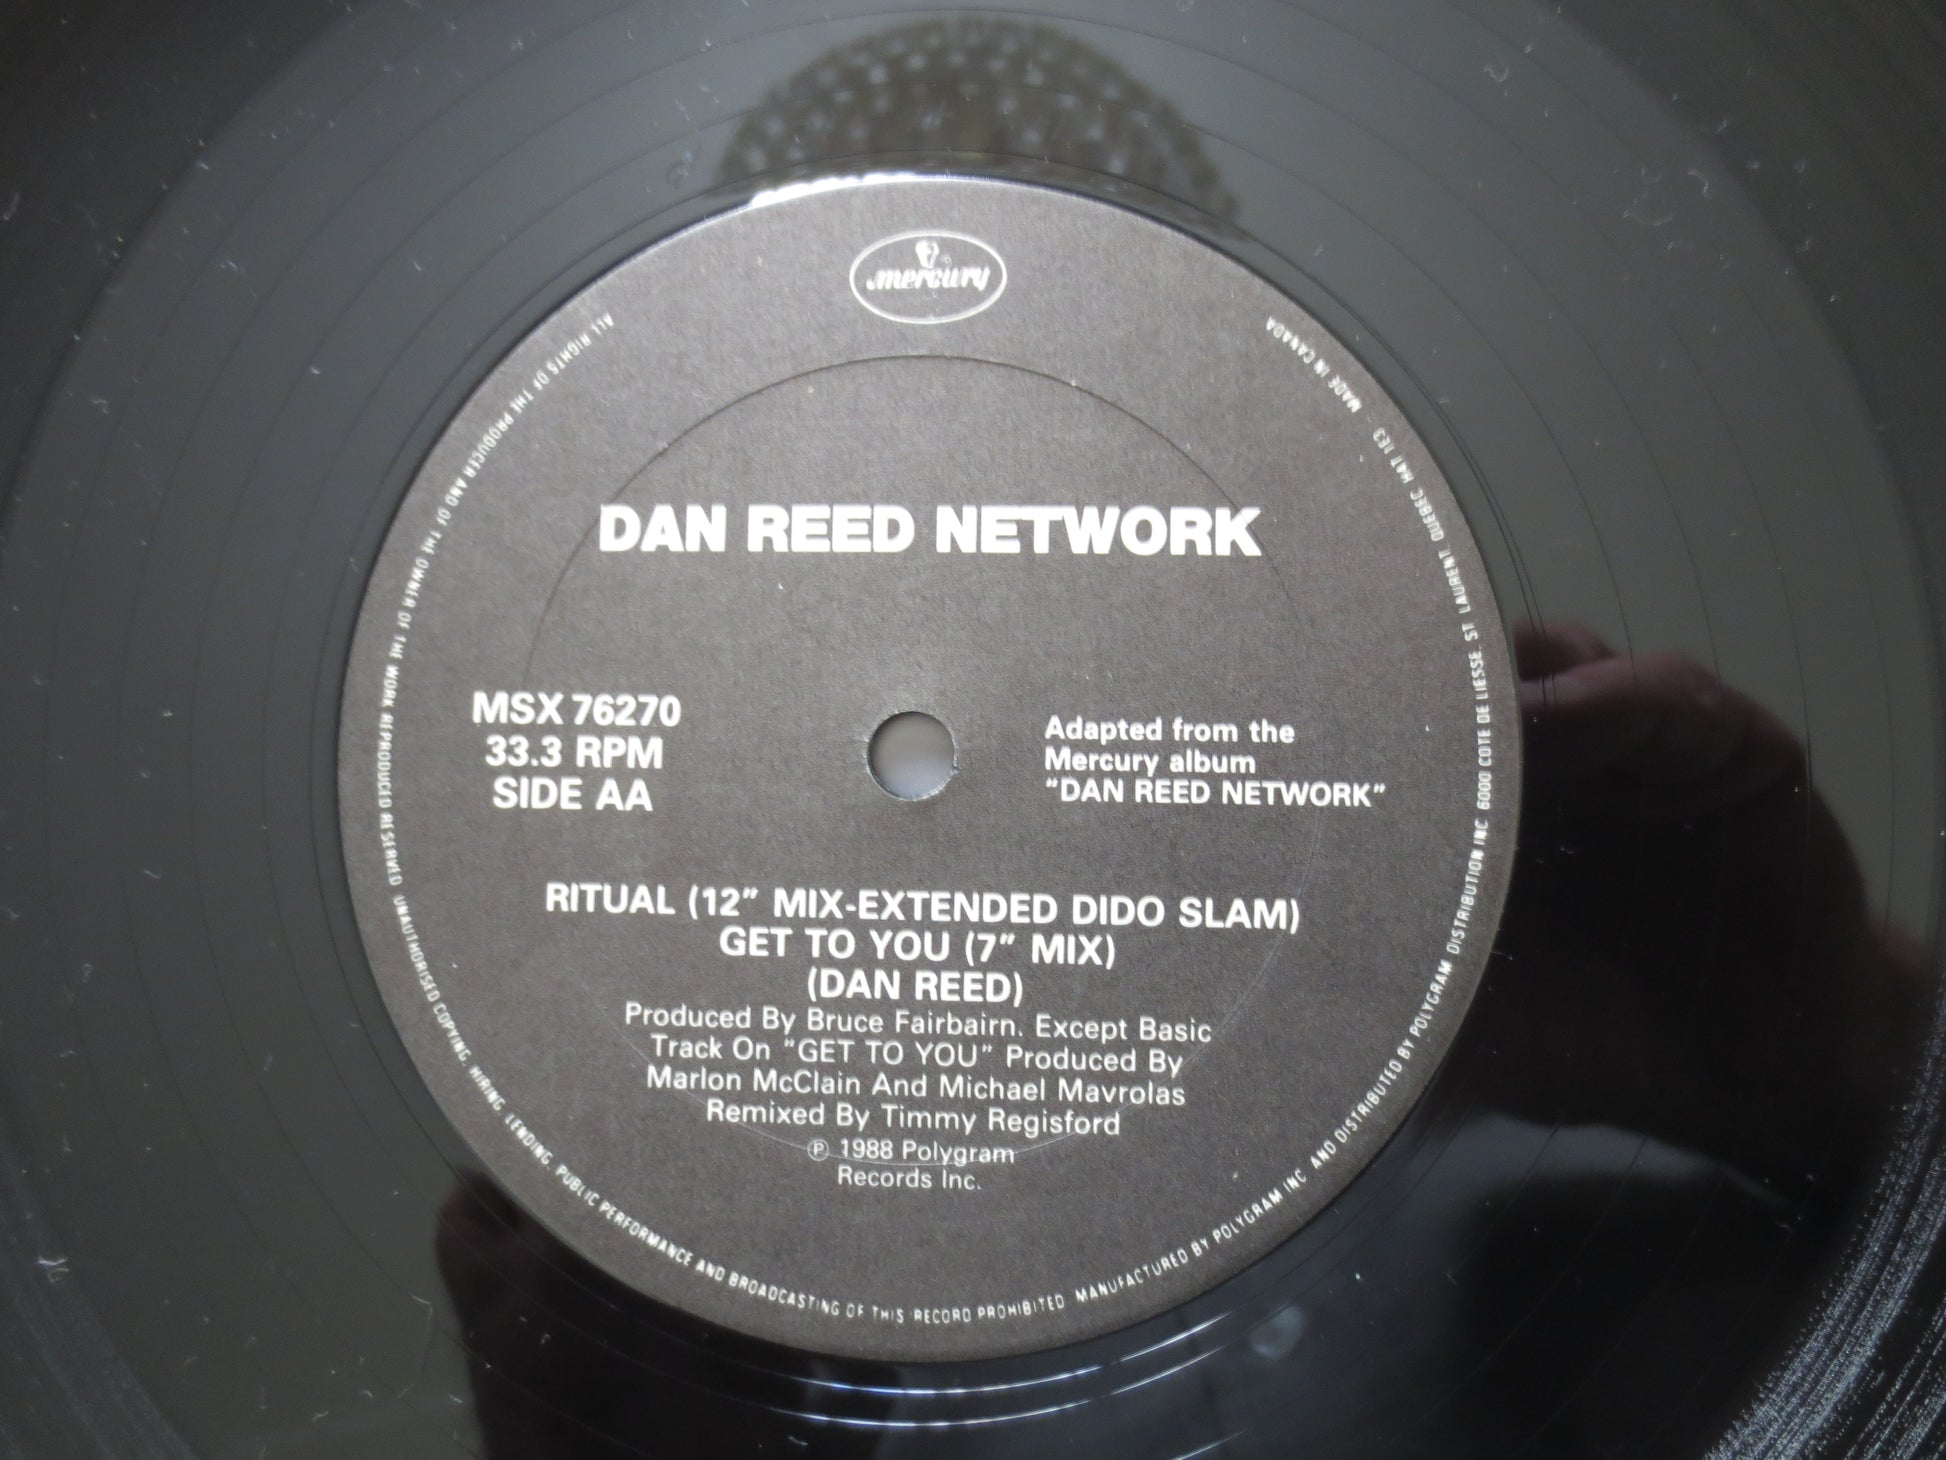 mercury
DAN REED NETWORK
MSX 76270
33.3 RPM
SIDE AA
Adapted from the
Mercury album
"DAN REED NETWORK"
RITUAL (12" MIX-EXTENDED DIDO SLAM)
GET TO YOU (7" MIX)
(DAN REED)
Produced By Bruce Fairbairn. Except Basic
Track On "GET TO YOU" Produced By
Marlon McClain And Michael Mavrolas
Remixed By Timmy Regisford
℗ 1988 Polygram
Records Inc.
ALL RIGHTS OF THE PRODUCER AND OF THE OWNER OF THE WORK REPRODUCED RESERVED. UNAUTHORISED COPYING, HIRING, LENDING, PUBLIC PERFORMANCE AND BROADCASTING OF THIS RECORD PROHIBITED. MANUFACTURED BY POLYGRAM INC. AND DISTRIBUTED BY POLYGRAM DISTRIBUTION INC. 6000 COTE DE LIESSE, ST. LAURENT QUEBEC H4T 1E3 - MADE IN CANADA